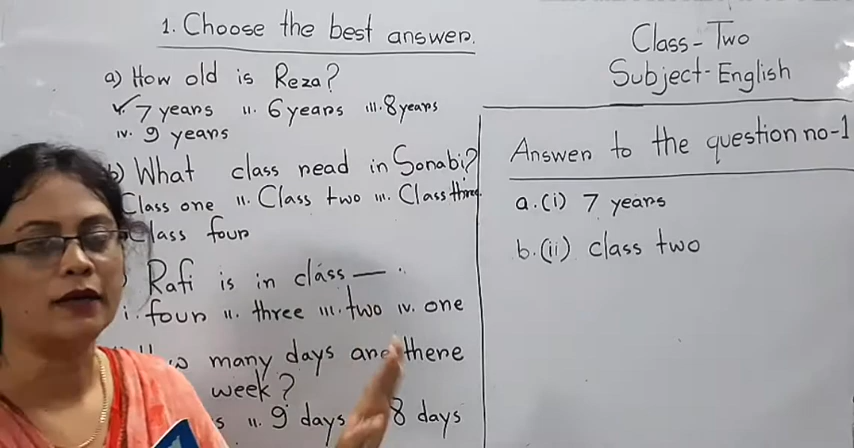 1. Choose the best answer.
a) How old is Reza?
7 years ii. 6 years iii. 8 years
iv. 9 years
b) What class read in Sonabi?
Class one ii. Class two iii. Class three
Class four
Rafi is in class — .
i. four ii. three iii. two iv. one
many days are there
week?
ii. 9 days 8 days
Class - Two
Subject - English
Answer to the question no - 1
a. (i) 7 years
b. (ii) class two